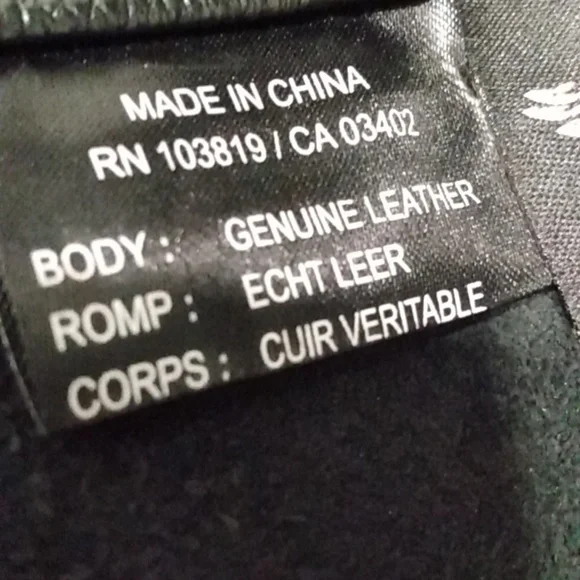 MADE IN CHINA
RN 103819 / CA 03402
BODY : GENUINE LEATHER
ROMP : ECHT LEER
CORPS : CUIR VERITABLE